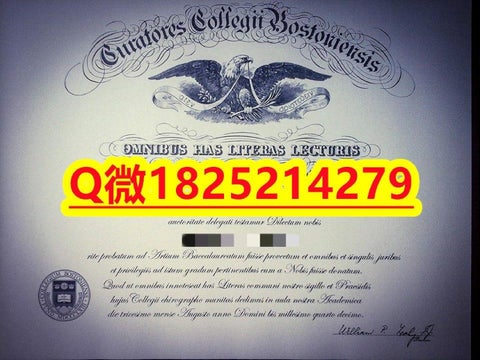 Curatores Collegii Bostoniensis
OMNIBUS HAS LITERAS LECTURIS
Q微1825214279
auctoritate delegati testamur Dilectum nobis
rite probatum ad Artium Baccalaureatum fuisse provectum et omnibus et singulis juribus
et privilegiis ad istum gradum pertinentibus eum a Nobis fuisse donatum.
Quod ut omnibus innotescat has Literas communi nostro sigillo et Praesidis
hujus Collegii chirographo munitas dedimus in aula nostra Academica
die tricesimo mense Augusto anno Domini bis millesimo quarto decimo.
William P.